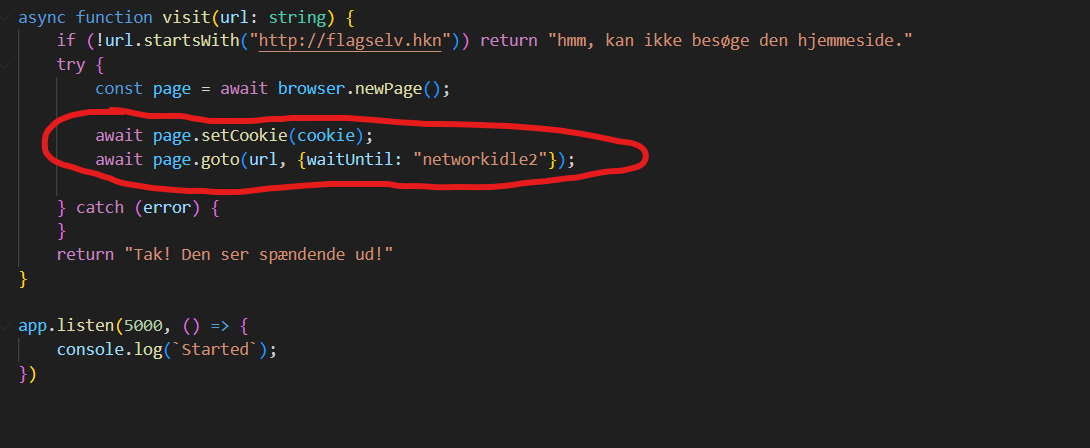 async function visit(url: string) {
    if (!url.startsWith("http://flagselv.hkn")) return "hmm, kan ikke besøge den hjemmeside."
    try {
        const page = await browser.newPage();
        await page.setCookie(cookie);
        await page.goto(url, {waitUntil: "networkidle2"});
    } catch (error) {
    }
    return "Tak! Den ser spændende ud!"
}
app.listen(5000, () => {
    console.log(`Started`);
})